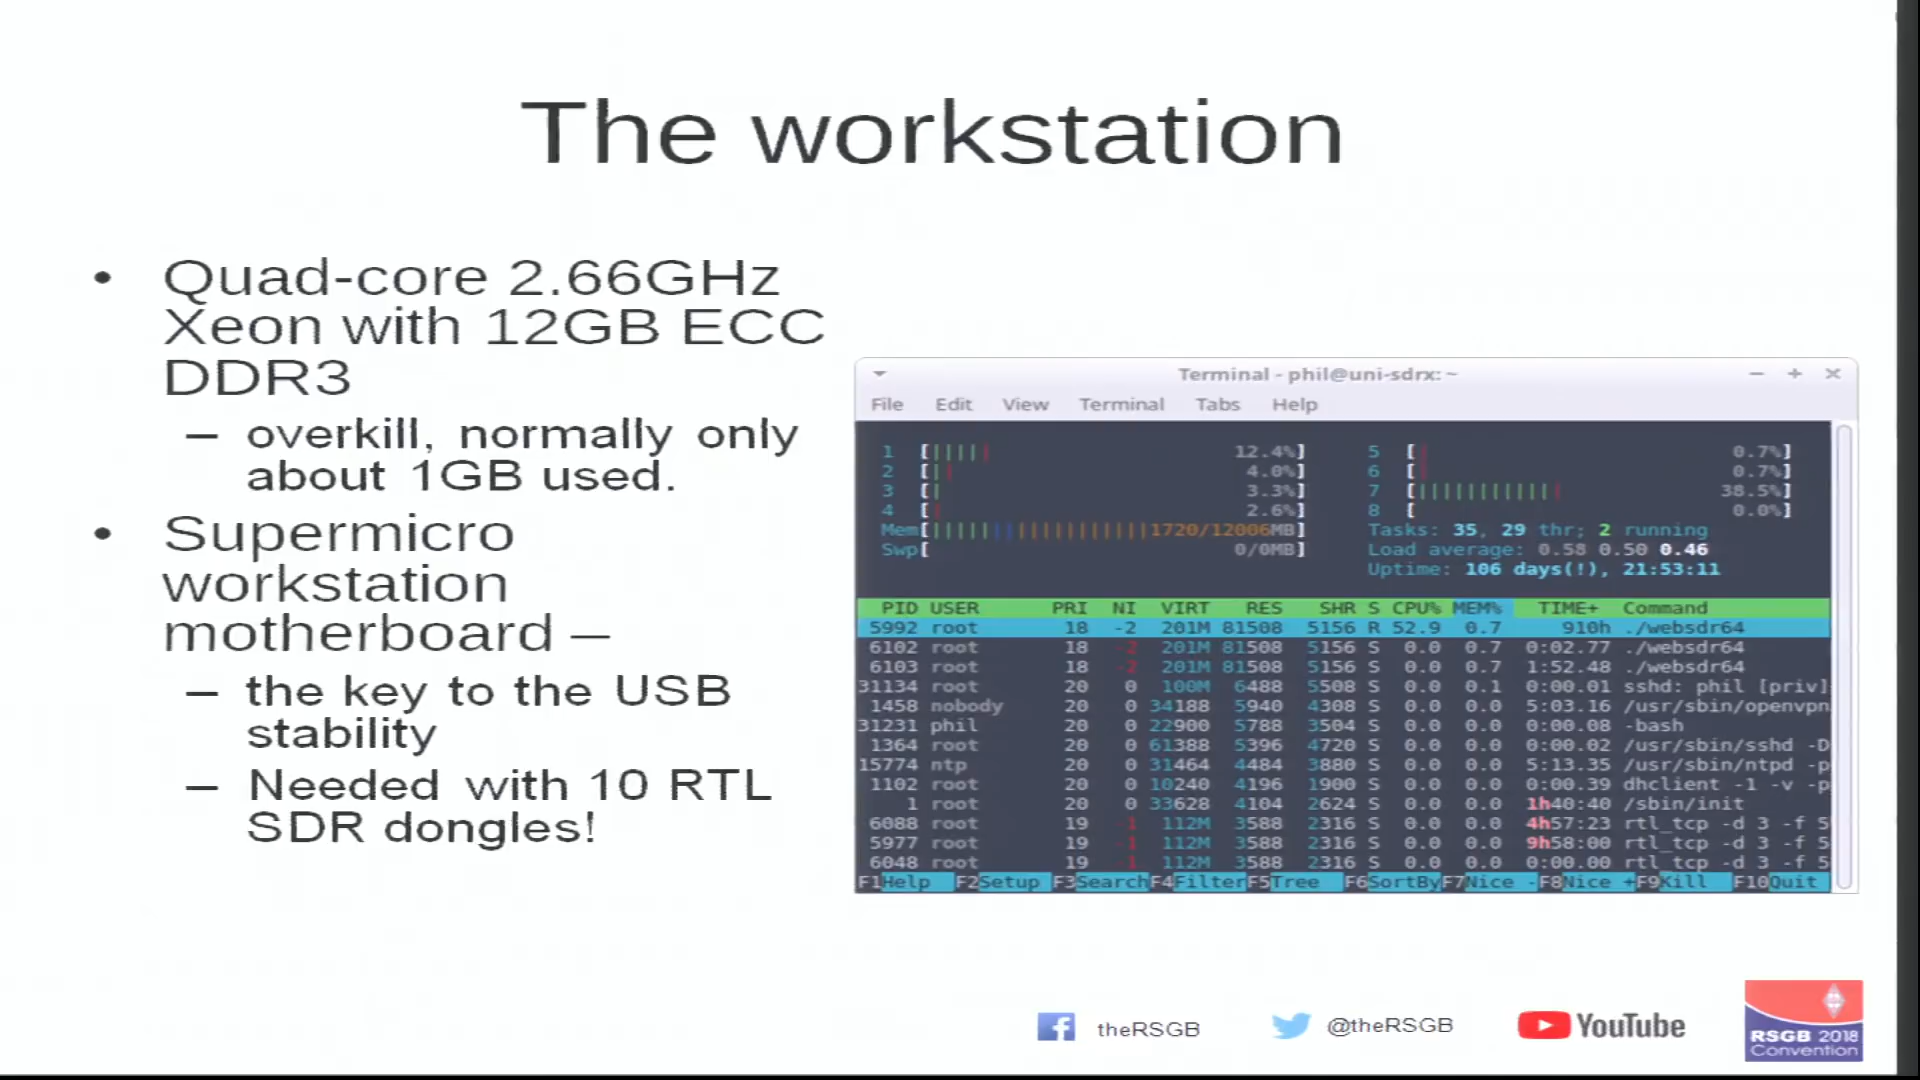 The workstation
• Quad-core 2.66GHz
Xeon with 12GB ECC
DDR3
– overkill, normally only
about 1GB used.
• Supermicro
workstation
motherboard –
– the key to the USB
stability
– Needed with 10 RTL
SDR dongles!
Terminal - phil@uni-sdrx: ~
File Edit View Terminal Tabs Help
1 [||||| 12.4%] 5 [| 0.7%]
2 [|| 4.0%] 6 [| 0.7%]
3 [| 3.3%] 7 [|||||||||||| 38.5%]
4 [| 2.6%] 8 [ 0.0%]
Mem[||||||||||||||||||1720/12006MB] Tasks: 35, 29 thr; 2 running
Swp[ 0/0MB] Load average: 0.58 0.50 0.46
Uptime: 106 days(!), 21:53:11
PID USER PRI NI VIRT RES SHR S CPU% MEM% TIME+ Command
5992 root 18 -2 201M 81508 5156 R 52.9 0.7 910h ./websdr64
6102 root 18 -2 201M 81508 5156 S 0.0 0.7 0:02.77 ./websdr64
6103 root 18 -2 201M 81508 5156 S 0.0 0.7 1:52.48 ./websdr64
31134 root 20 0 100M 6488 5508 S 0.0 0.1 0:00.01 sshd: phil [priv]
1458 nobody 20 0 34188 5940 4308 S 0.0 0.0 5:03.16 /usr/sbin/openvpn
31231 phil 20 0 22900 5788 3504 S 0.0 0.0 0:00.08 -bash
1364 root 20 0 61388 5396 4720 S 0.0 0.0 0:00.02 /usr/sbin/sshd -D
15774 ntp 20 0 31464 4484 3880 S 0.0 0.0 5:13.35 /usr/sbin/ntpd -p
1102 root 20 0 10240 4196 1900 S 0.0 0.0 0:00.39 dhclient -1 -v -p
1 root 20 0 33628 4104 2624 S 0.0 0.0 1h40:40 /sbin/init
6088 root 19 -1 112M 3588 2316 S 0.0 0.0 4h57:23 rtl_tcp -d 3 -f 5
5977 root 19 -1 112M 3588 2316 S 0.0 0.0 9h58:00 rtl_tcp -d 3 -f 5
6048 root 19 -1 112M 3588 2316 S 0.0 0.0 0:00.00 rtl_tcp -d 3 -f 5
F1Help F2Setup F3SearchF4FilterF5Tree F6SortByF7Nice -F8Nice +F9Kill F10Quit
theRSGB @theRSGB YouTube
RSGB 2018
Convention